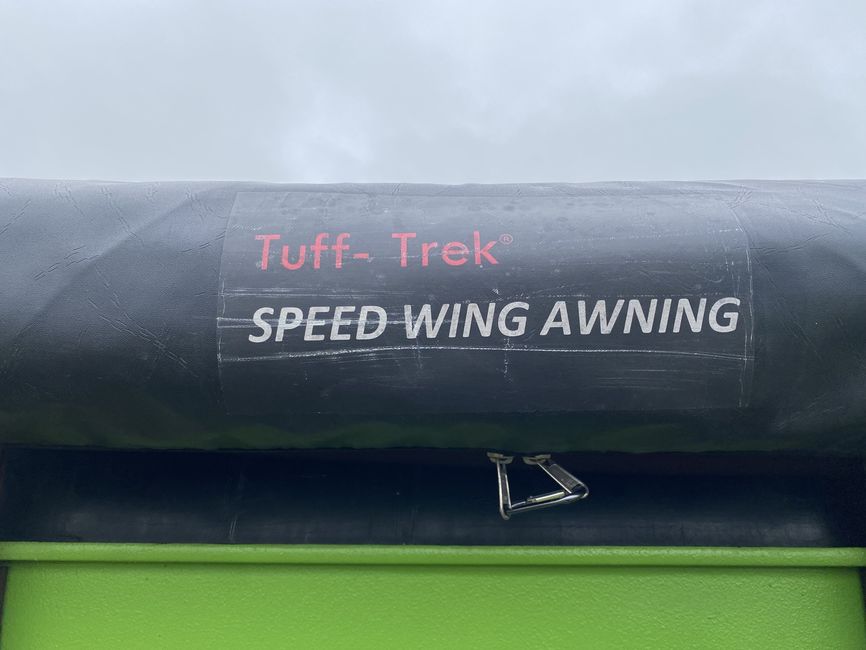 Tuff- Trek®
SPEED WING AWNING